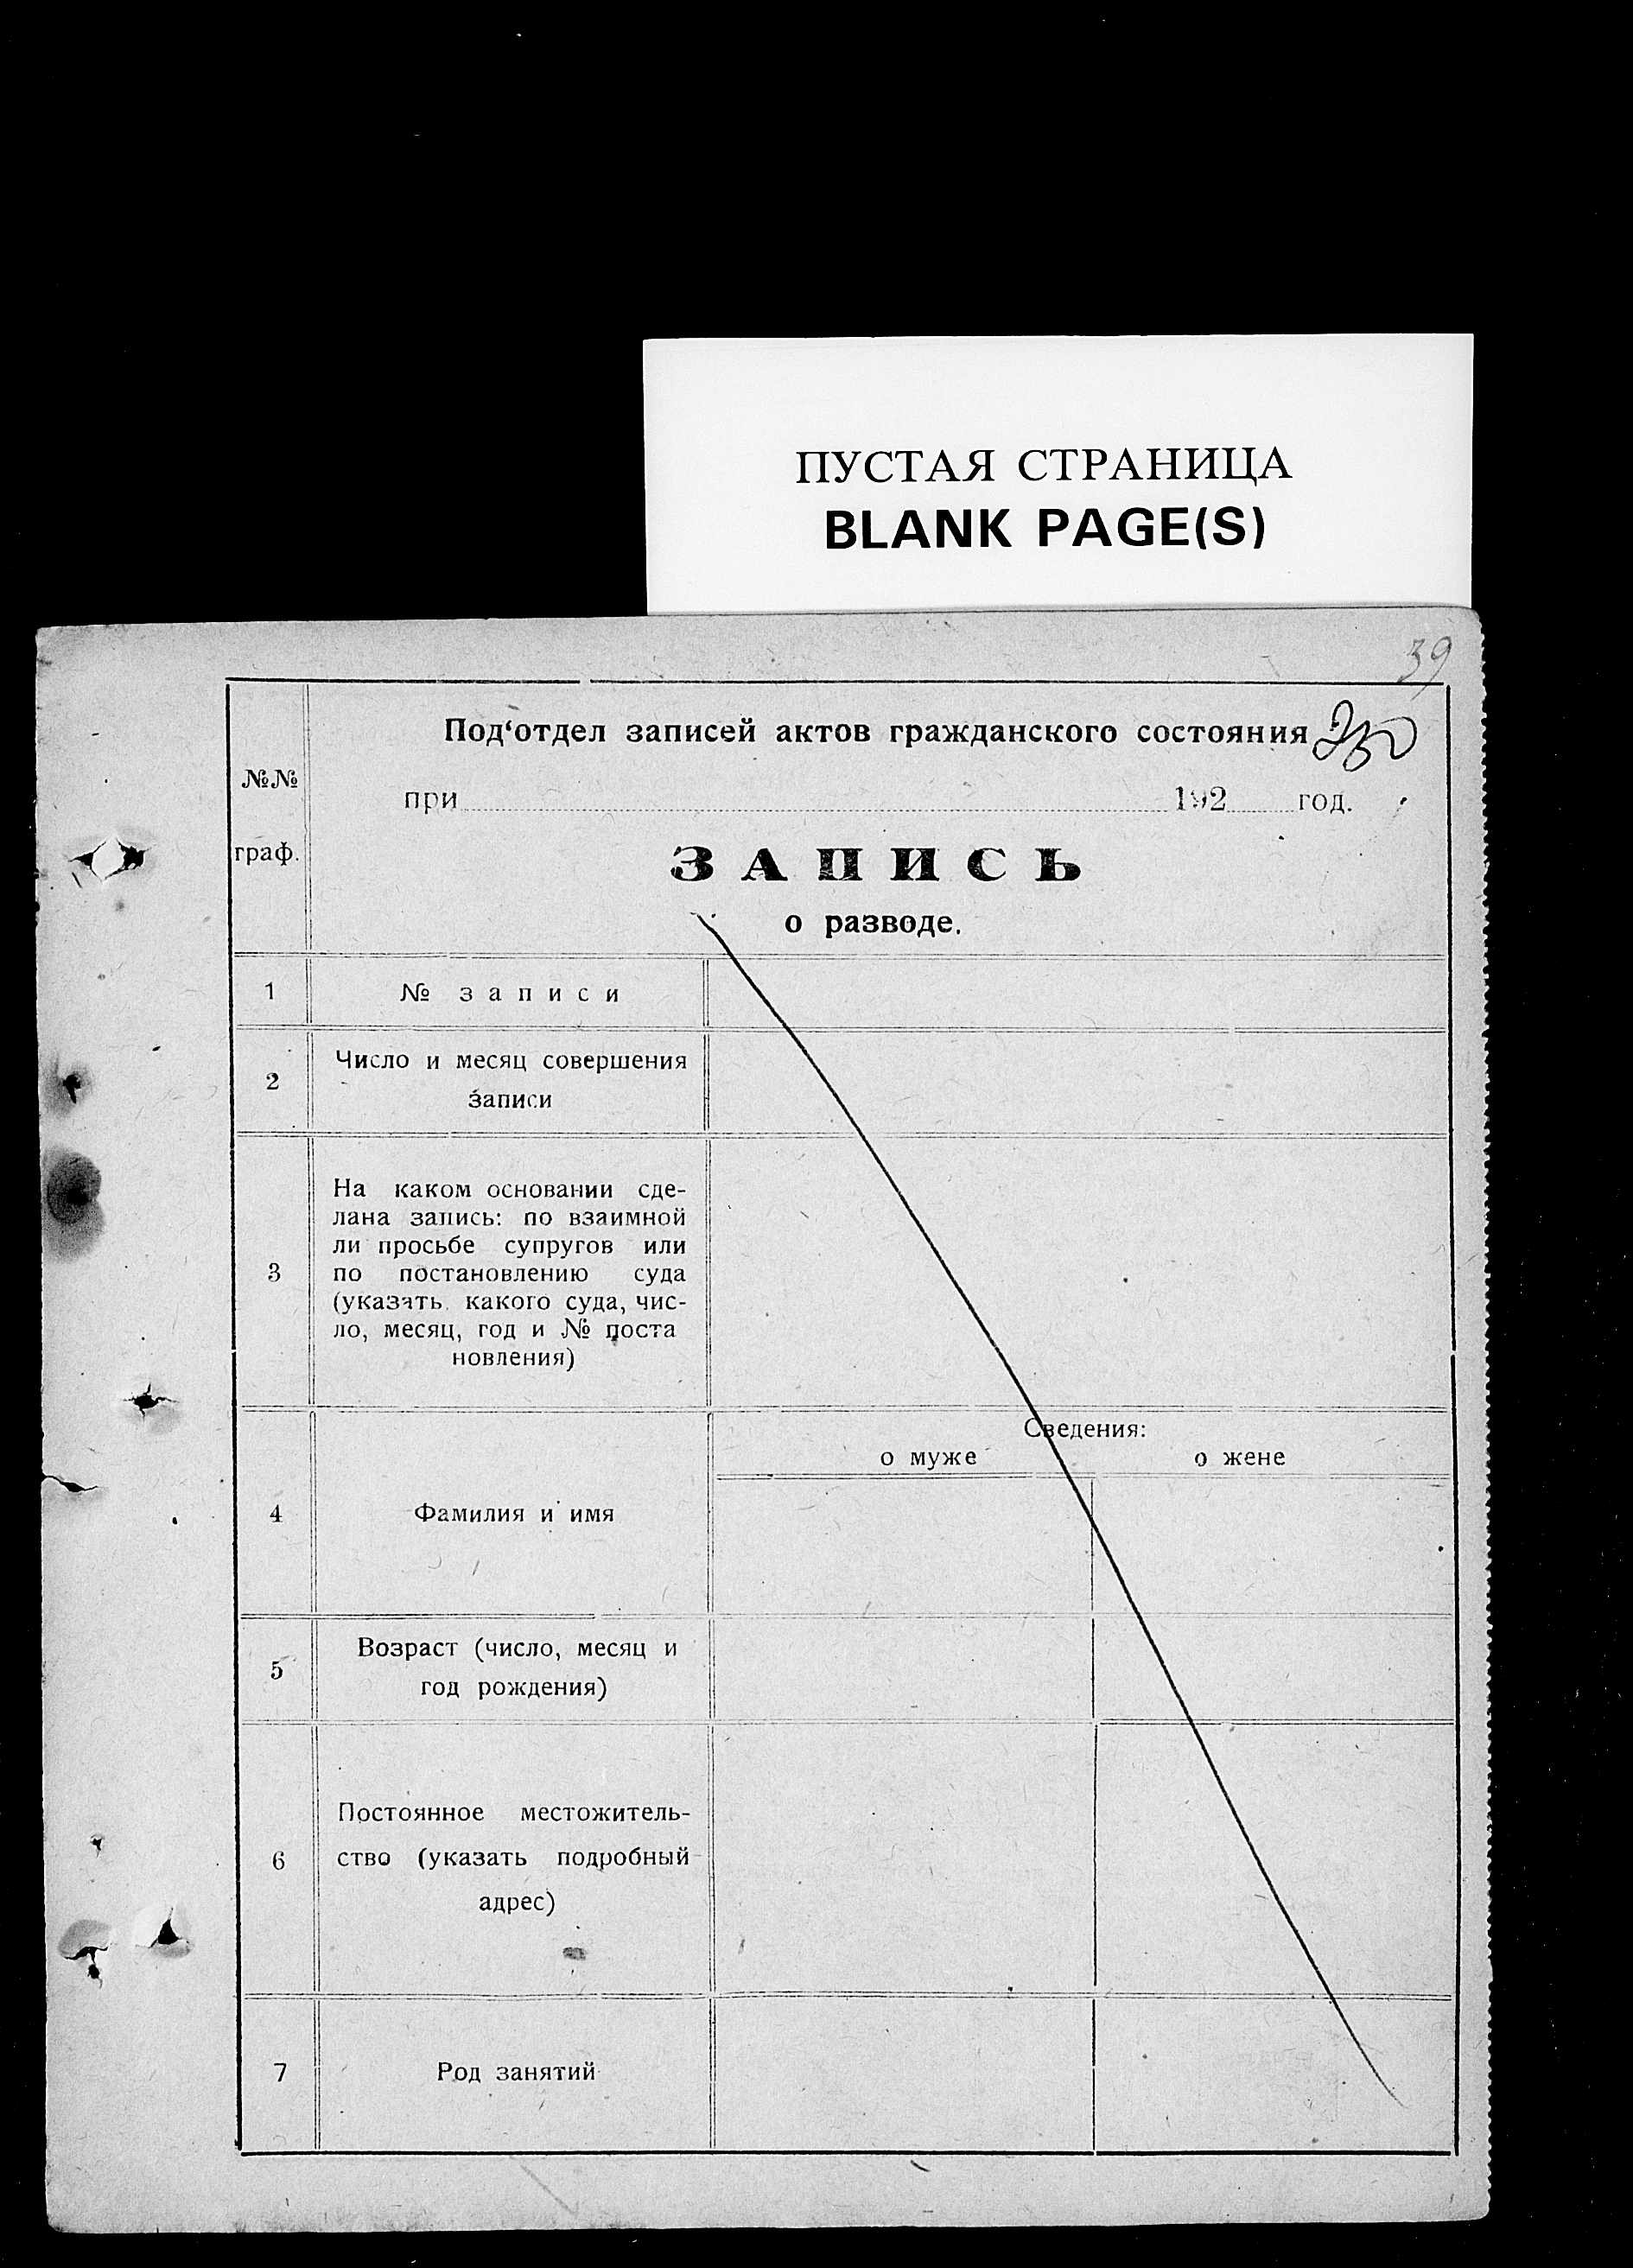 ПУСТАЯ СТРАНИЦА
BLANK PAGE(S)
39
Под‘отдел записей актов гражданского состояния
при 192 год.
№№
граф.
ЗАПИСЬ
о разводе.
1 № записи
2 Число и месяц совершения
записи
На каком основании сде-
лана запись: по взаимной
ли просьбе супругов или
3 по постановлению суда
(указать какого суда, чис-
ло, месяц, год и № поста
новления)
Сведения:
о муже о жене
4 Фамилия и имя
5 Возраст (число, месяц и
год рождения)
Постоянное местожитель-
6 ство (указать подробный
адрес)
7 Род занятий